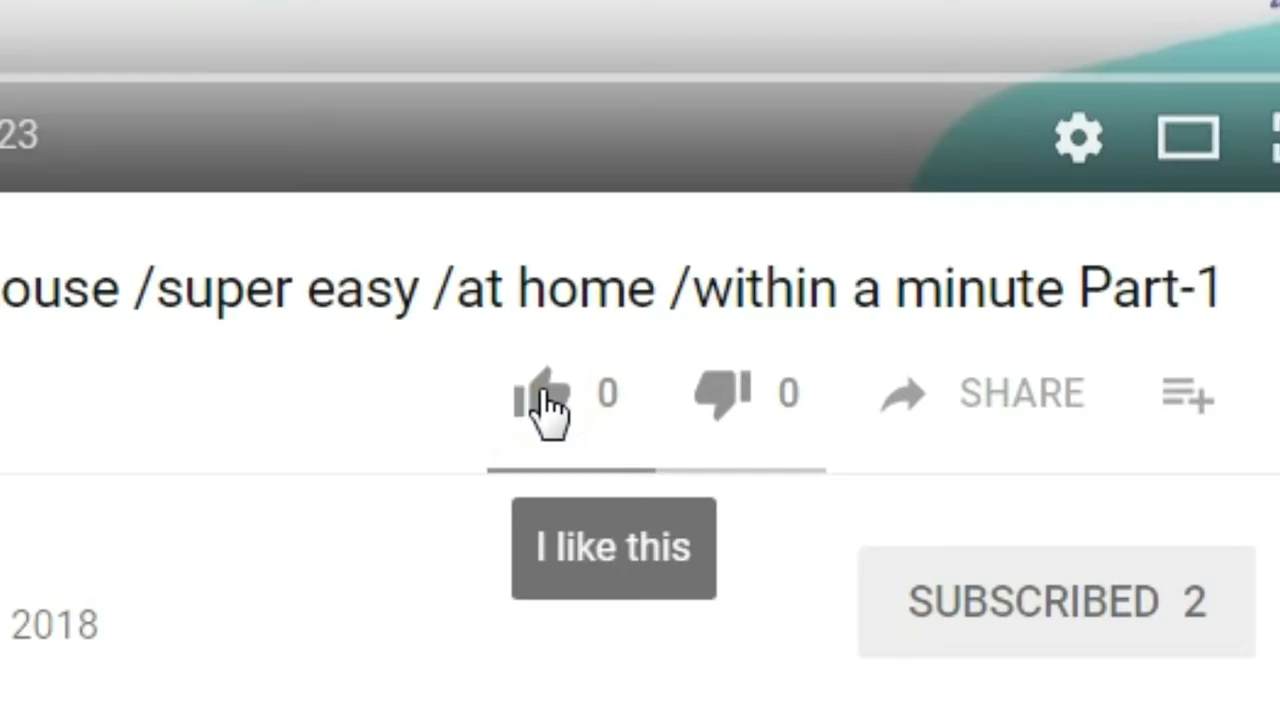 23
ouse /super easy /at home /within a minute Part-1
0 0 SHARE
I like this
SUBSCRIBED 2
2018